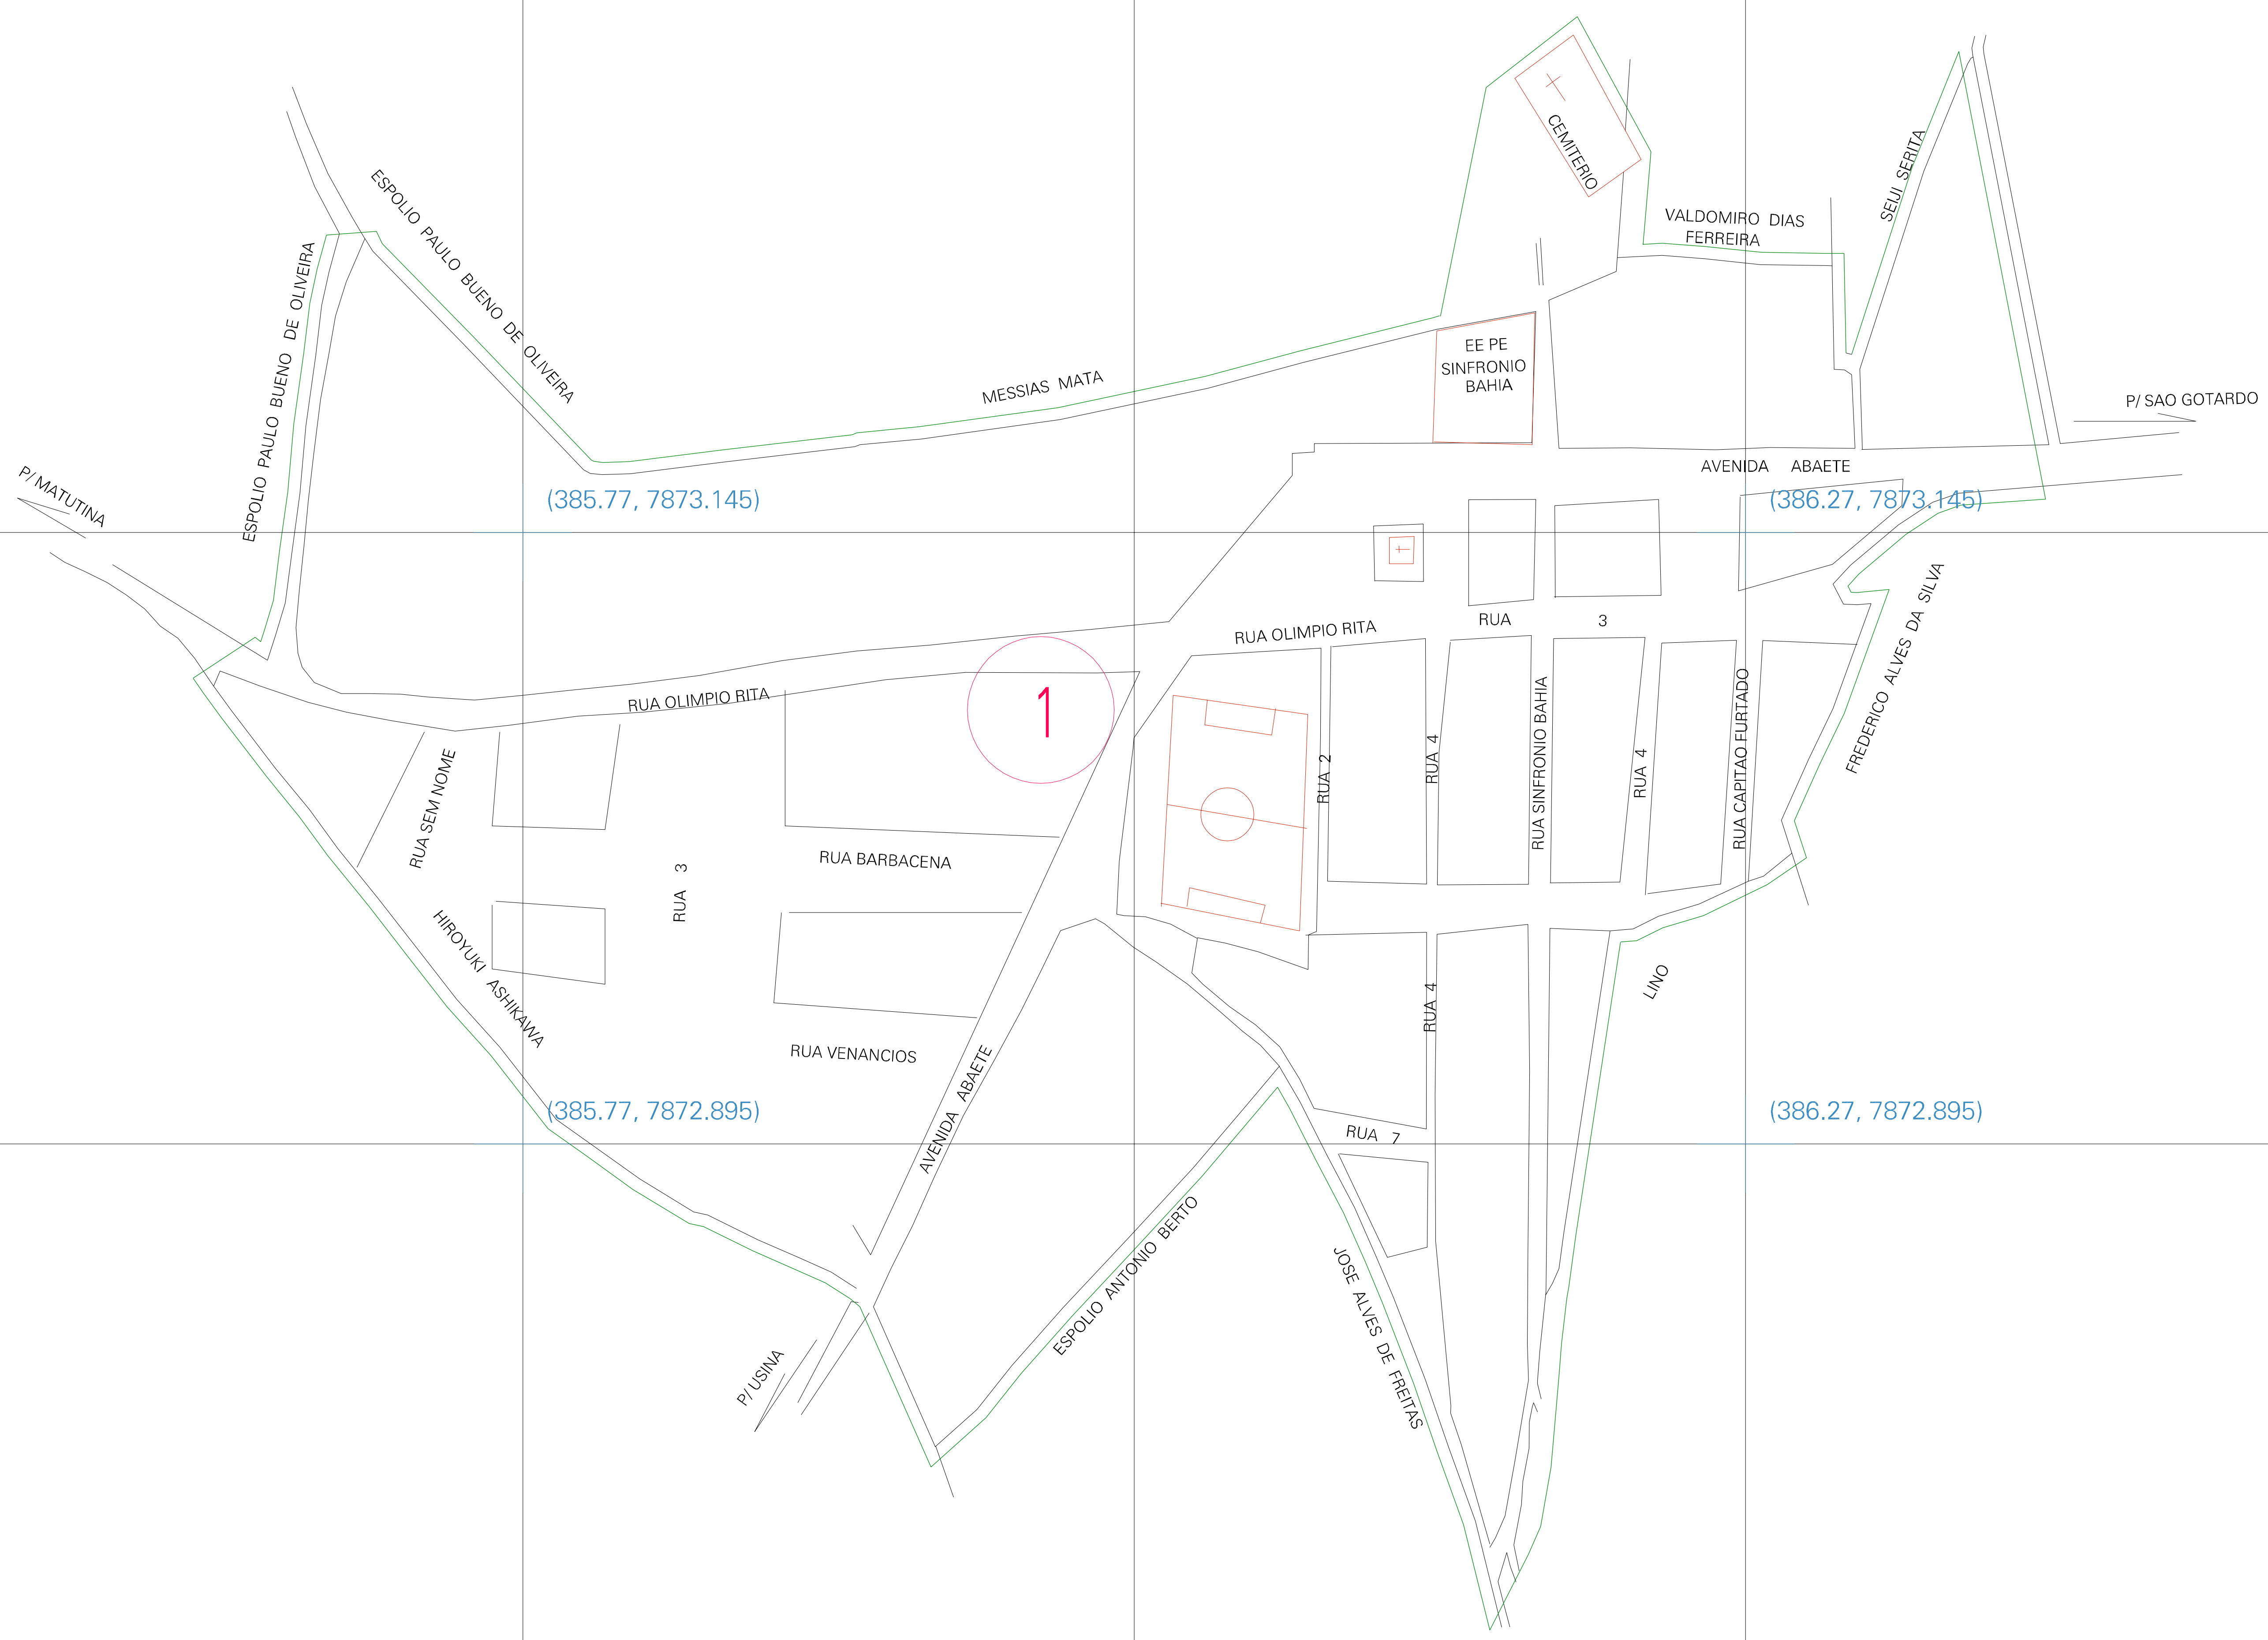 CEMITERIO
VALDOMIRO DIAS
FERREIRA
SEIJI SERITA
ESPOLIO PAULO BUENO DE OLIVEIRA
ESPOLIO PAULO BUENO DE OLIVEIRA
EE PE
SINFRONIO
BAHIA
MESSIAS MATA
P/ SAO GOTARDO
P/ MATUTINA
AVENIDA ABAETE
(385.77, 7873.145)
(386.27, 7873.145)
RUA OLIMPIO RITA
RUA 3
FREDERICO ALVES DA SILVA
RUA OLIMPIO RITA
1
RUA SEM NOME
RUA 2
RUA 4
RUA SINFRONIO BAHIA
RUA 4
RUA CAPITAO FURTADO
RUA BARBACENA
RUA 3
HIROYUKI ASHIKAWA
RUA 4
LINO
RUA VENANCIOS
AVENIDA ABAETE
(385.77, 7872.895)
(386.27, 7872.895)
RUA 7
ESPOLIO ANTONIO BERTO
JOSE ALVES DE FREITAS
P/ USINA